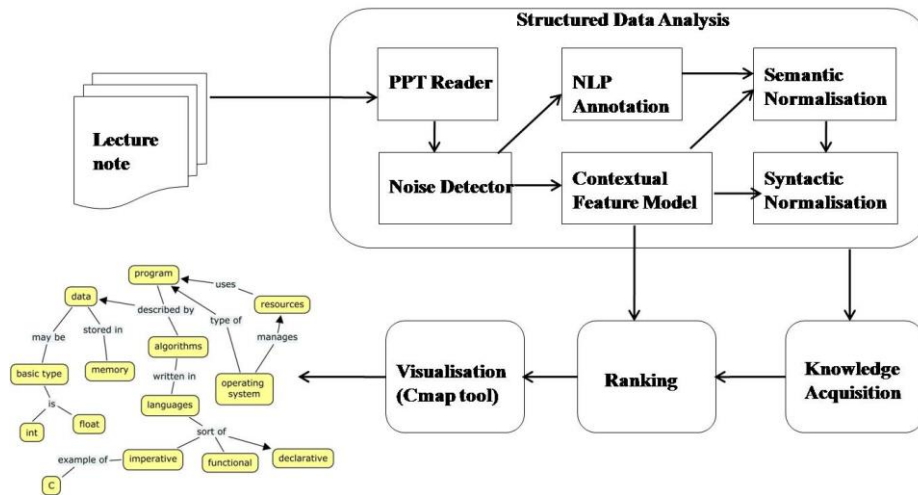 Structured Data Analysis
PPT Reader
NLP
Annotation
Semantic
Normalisation
Lecture
note
Noise Detector
Contextual
Feature Model
Syntactic
Normalisation
program
uses
data
resources
described by
type of
stored in
manages
may be
algorithms
memory
basic type
written in
operating
system
is
languages
int
float
sort of
example of
imperative
functional
declarative
C
Visualisation
(Cmap tool)
Ranking
Knowledge
Acquisition